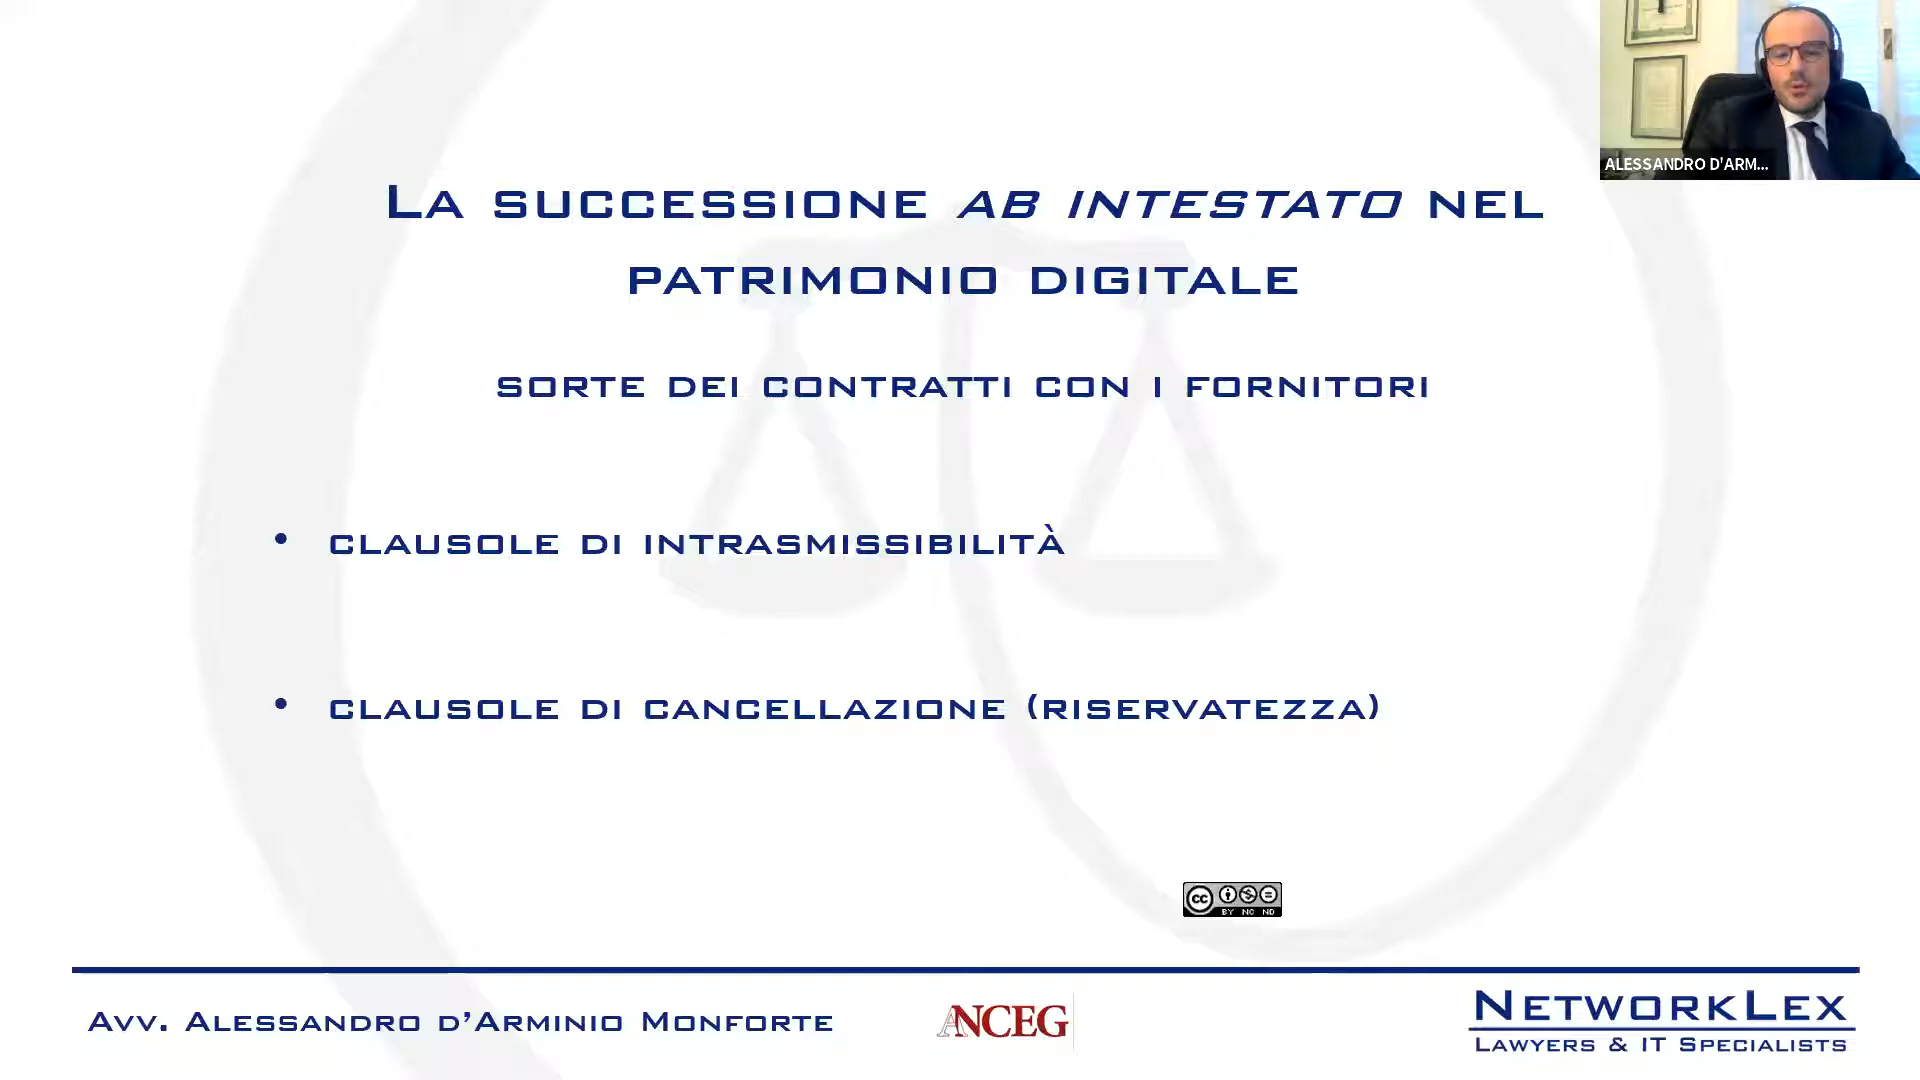 ALESSANDRO D'ARM...
LA SUCCESSIONE AB INTESTATO NEL
PATRIMONIO DIGITALE
SORTE DEI CONTRATTI CON I FORNITORI
• CLAUSOLE DI INTRASMISSIBILITÀ
• CLAUSOLE DI CANCELLAZIONE (RISERVATEZZA)
cc BY NC ND
AVV. ALESSANDRO D’ARMINIO MONFORTE
ANCEG
NETWORKLEX
LAWYERS & IT SPECIALISTS